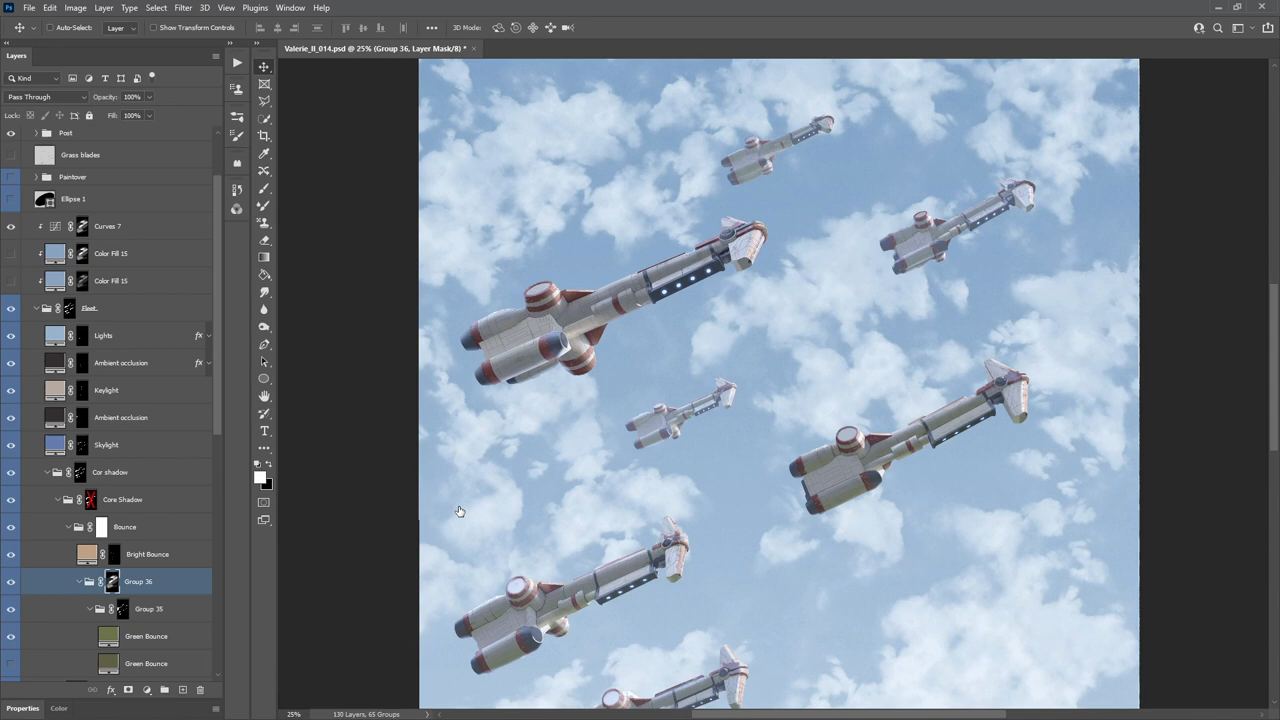 Ps File Edit Image Layer Type Select Filter 3D View Plugins Window Help
Auto-Select: Layer Show Transform Controls 3D Mode:
Valerie_II_014.psd @ 25% (Group 36, Layer Mask/8) *
Layers
Kind
Pass Through Opacity: 100%
Lock: Fill: 100%
Post
Grass blades
Paintover
Ellipse 1
Curves 7
Color Fill 15
Color Fill 15
Lights fx
Ambient occlusion fx
Keylight
Ambient occlusion
Skylight
Cor shadow
Core Shadow
Bounce
Bright Bounce
Group 36
Group 35
Green Bounce
Green Bounce
fx
Properties Color
25% 130 Layers, 65 Groups